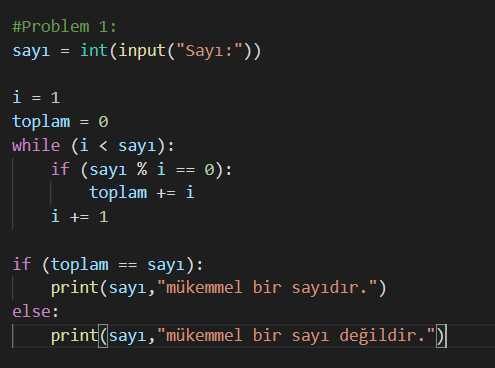 #Problem 1:
sayı = int(input("Sayı:"))
i = 1
toplam = 0
while (i < sayı):
if (sayı % i == 0):
toplam += i
i += 1
if (toplam == sayı):
print(sayı,"mükemmel bir sayıdır.")
else:
print(sayı,"mükemmel bir sayı değildir.")